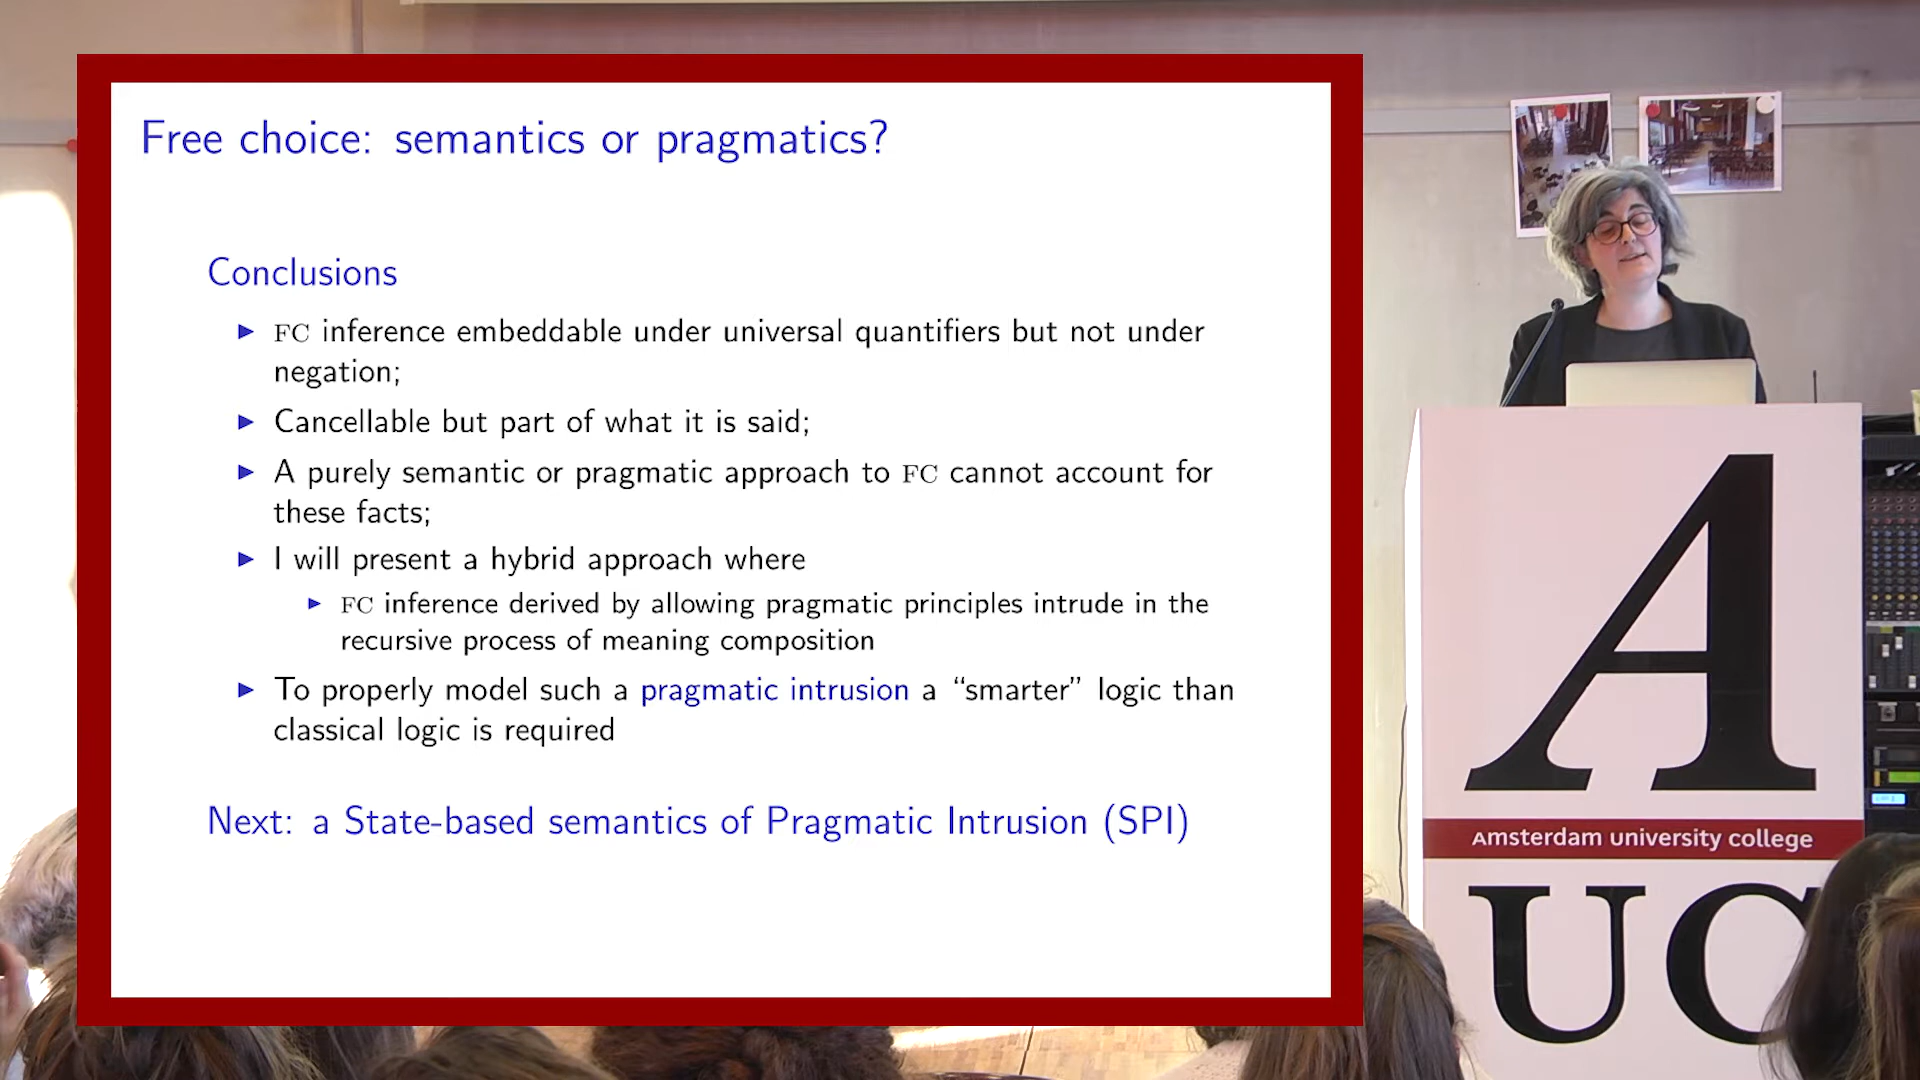 Free choice: semantics or pragmatics?
Conclusions
▶ FC inference embeddable under universal quantifiers but not under
negation;
▶ Cancellable but part of what it is said;
▶ A purely semantic or pragmatic approach to FC cannot account for
these facts;
▶ I will present a hybrid approach where
▶ FC inference derived by allowing pragmatic principles intrude in the
recursive process of meaning composition
▶ To properly model such a pragmatic intrusion a “smarter” logic than
classical logic is required
Next: a State-based semantics of Pragmatic Intrusion (SPI)
A
Amsterdam university college
UC